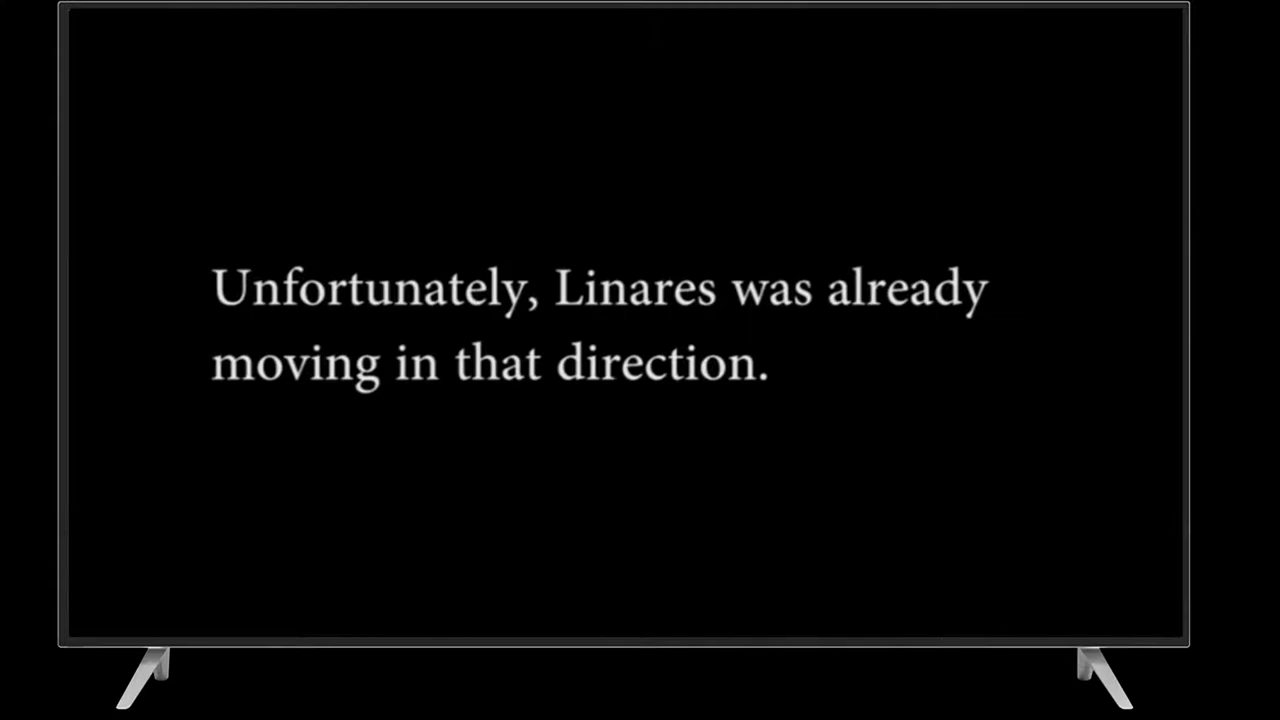 Unfortunately, Linares was already
moving in that direction.